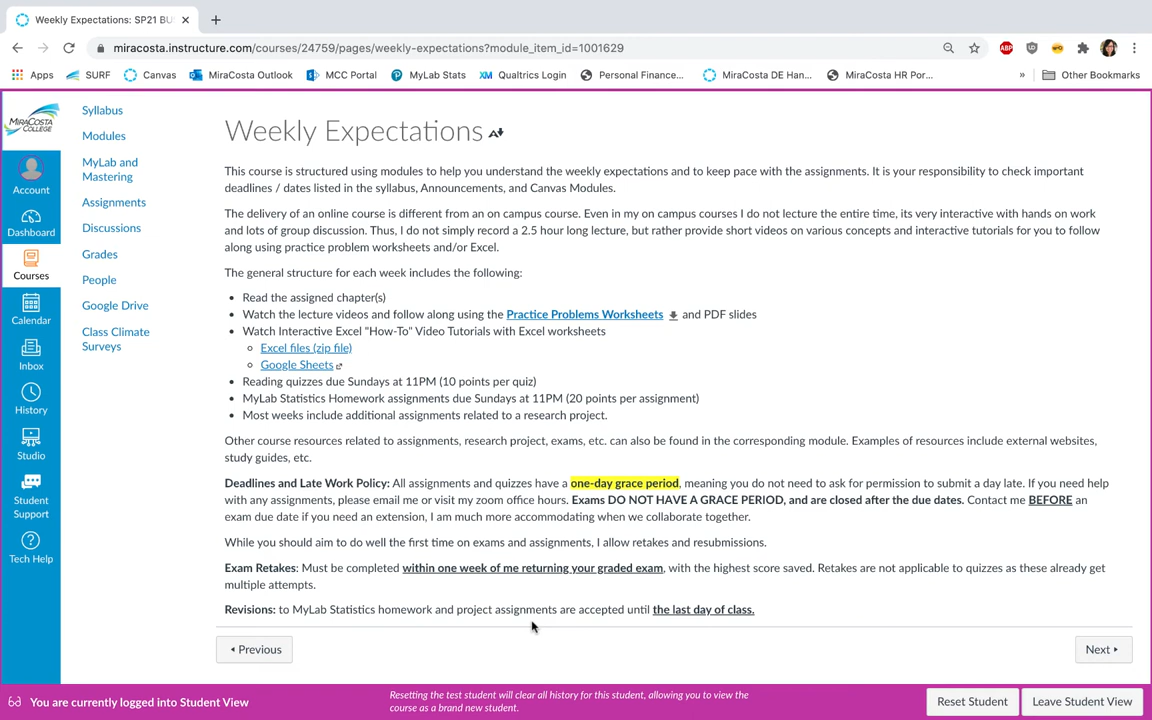 Weekly Expectations: SP21 BU
miracosta.instructure.com/courses/24759/pages/weekly-expectations?module_item_id=1001629
ABP
Apps
SURF
Canvas
MiraCosta Outlook
MCC Portal
MyLab Stats
XM Qualtrics Login
Personal Finance...
MiraCosta DE Han...
MiraCosta HR Por...
»
Other Bookmarks
MIRACOSTA
COLLEGE
Account
Dashboard
Courses
Calendar
Inbox
History
Studio
Student
Support
Tech Help
Syllabus
Modules
MyLab and
Mastering
Assignments
Discussions
Grades
People
Google Drive
Class Climate
Surveys
Weekly Expectations
This course is structured using modules to help you understand the weekly expectations and to keep pace with the assignments. It is your responsibility to check important
deadlines / dates listed in the syllabus, Announcements, and Canvas Modules.
The delivery of an online course is different from an on campus course. Even in my on campus courses I do not lecture the entire time, its very interactive with hands on work
and lots of group discussion. Thus, I do not simply record a 2.5 hour long lecture, but rather provide short videos on various concepts and interactive tutorials for you to follow
along using practice problem worksheets and/or Excel.
The general structure for each week includes the following:
• Read the assigned chapter(s)
• Watch the lecture videos and follow along using the Practice Problems Worksheets and PDF slides
• Watch Interactive Excel "How-To" Video Tutorials with Excel worksheets
◦ Excel files (zip file)
◦ Google Sheets
• Reading quizzes due Sundays at 11PM (10 points per quiz)
• MyLab Statistics Homework assignments due Sundays at 11PM (20 points per assignment)
• Most weeks include additional assignments related to a research project.
Other course resources related to assignments, research project, exams, etc. can also be found in the corresponding module. Examples of resources include external websites,
study guides, etc.
Deadlines and Late Work Policy: All assignments and quizzes have a one-day grace period, meaning you do not need to ask for permission to submit a day late. If you need help
with any assignments, please email me or visit my zoom office hours. Exams DO NOT HAVE A GRACE PERIOD, and are closed after the due dates. Contact me BEFORE an
exam due date if you need an extension, I am much more accommodating when we collaborate together.
While you should aim to do well the first time on exams and assignments, I allow retakes and resubmissions.
Exam Retakes: Must be completed within one week of me returning your graded exam, with the highest score saved. Retakes are not applicable to quizzes as these already get
multiple attempts.
Revisions: to MyLab Statistics homework and project assignments are accepted until the last day of class.
Previous
Next
You are currently logged into Student View
Resetting the test student will clear all history for this student, allowing you to view the
course as a brand new student.
Reset Student
Leave Student View